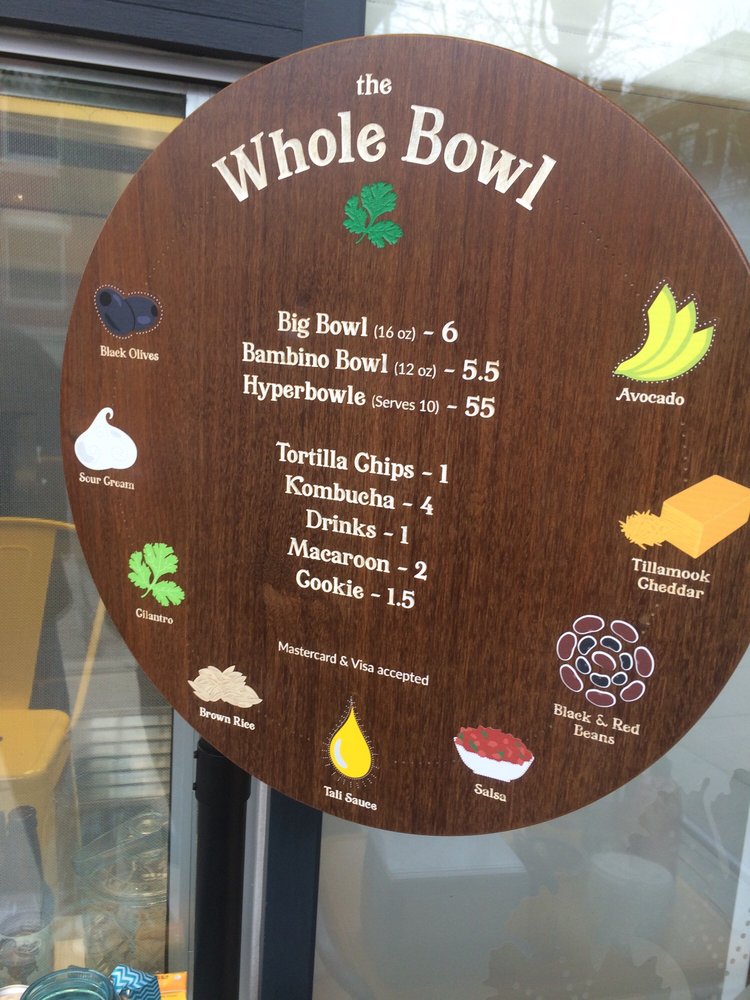 the
Whole Bowl
Big Bowl (16 oz) - 6
Bambino Bowl (12 oz) - 5.5
Hyperbowle (Serves 10) - 55
Tortilla Chips - 1
Kombucha - 4
Drinks - 1
Macaroon - 2
Cookie - 1.5
Mastercard & Visa accepted
Black Olives
Sour Cream
Cilantro
Brown Rice
Tali Sauce
Salsa
Black & Red
Beans
Tillamook
Cheddar
Avocado